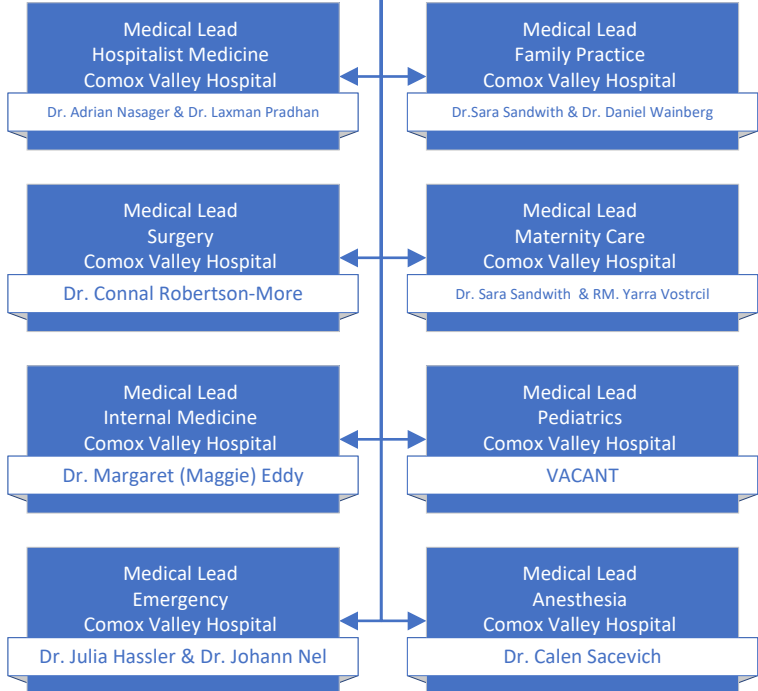 Medical Lead
Hospitalist Medicine
Comox Valley Hospital
Dr. Adrian Nasager & Dr. Laxman Pradhan
Medical Lead
Family Practice
Comox Valley Hospital
Dr.Sara Sandwith & Dr. Daniel Wainberg
Medical Lead
Surgery
Comox Valley Hospital
Dr. Connal Robertson-More
Medical Lead
Maternity Care
Comox Valley Hospital
Dr. Sara Sandwith & RM. Yarra Vostrcil
Medical Lead
Internal Medicine
Comox Valley Hospital
Dr. Margaret (Maggie) Eddy
Medical Lead
Pediatrics
Comox Valley Hospital
VACANT
Medical Lead
Emergency
Comox Valley Hospital
Dr. Julia Hassler & Dr. Johann Nel
Medical Lead
Anesthesia
Comox Valley Hospital
Dr. Calen Sacevich